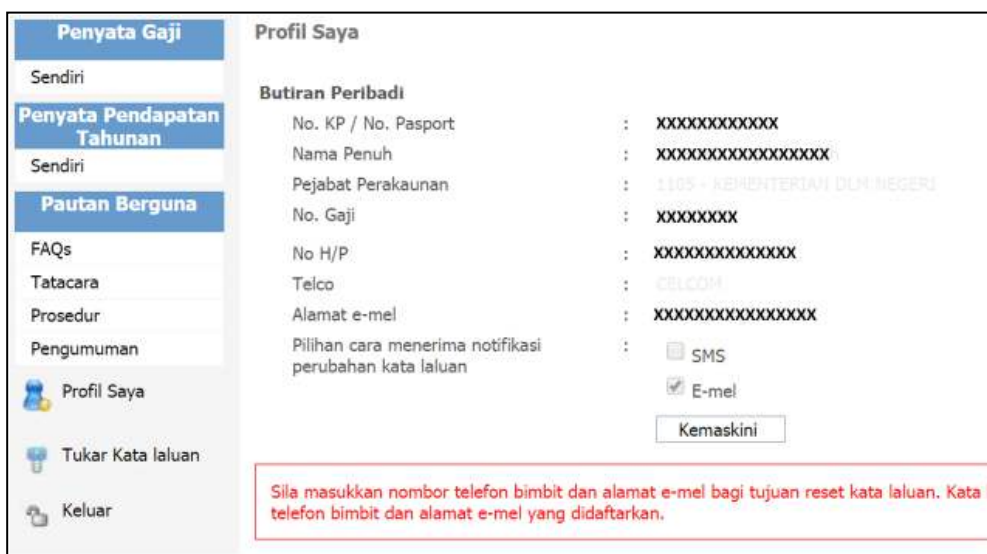 Penyata Gaji
Sendiri
Penyata Pendapatan
Tahunan
Sendiri
Pautan Berguna
FAQs
Tatacara
Prosedur
Pengumuman
Profil Saya
Tukar Kata laluan
Keluar
Profil Saya
Butiran Peribadi
No. KP / No. Pasport : XXXXXXXXXXXX
Nama Penuh : XXXXXXXXXXXXXXXXX
Pejabat Perakaunan : 1105 - KEMENTERIAN DLM NEGERI
No. Gaji : XXXXXXXX
No H/P : XXXXXXXXXXXXXX
Telco : CELCOM
Alamat e-mel : XXXXXXXXXXXXXXXX
Pilihan cara menerima notifikasi : SMS
perubahan kata laluan
E-mel
Kemaskini
Sila masukkan nombor telefon bimbit dan alamat e-mel bagi tujuan reset kata laluan. Kata
telefon bimbit dan alamat e-mel yang didaftarkan.